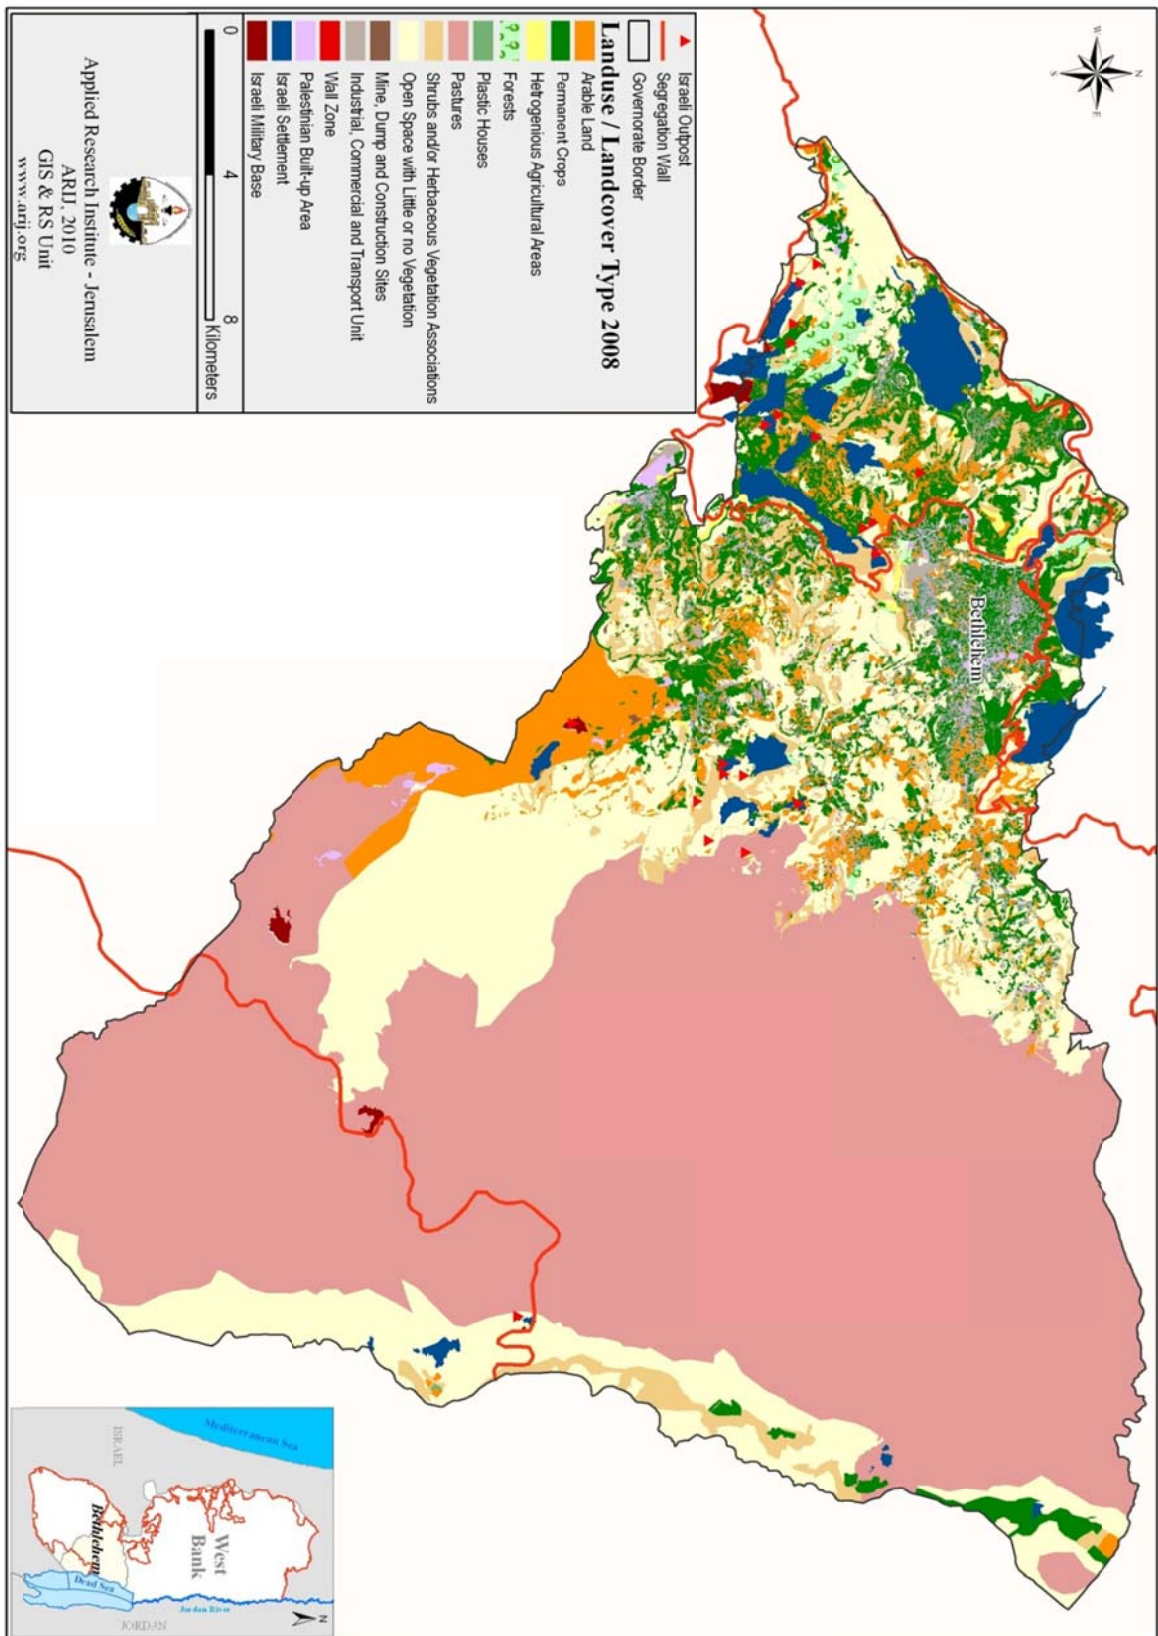 N
W
E
S
Bethlehem
Israeli Outpost
Segregation Wall
Governorate Border
Landuse / Landcover Type 2008
Arable Land
Permanent Crops
Hetrogenious Agricultural Areas
Forests
Plastic Houses
Pastures
Shrubs and/or Herbaceous Vegetation Associations
Open Space with Little or no Vegetation
Mine, Dump and Construction Sites
Industrial, Commercial and Transport Unit
Wall Zone
Palestinian Built-up Area
Israeli Settlement
Israeli Military Base
0 4 8
Kilometers
Applied Research Institute - Jerusalem
ARIJ, 2010
GIS & RS Unit
www.arij.org
Mediterranean Sea
ISRAEL
West
Bank
Bethlehem
Dead Sea
Jordan River
JORDAN
N